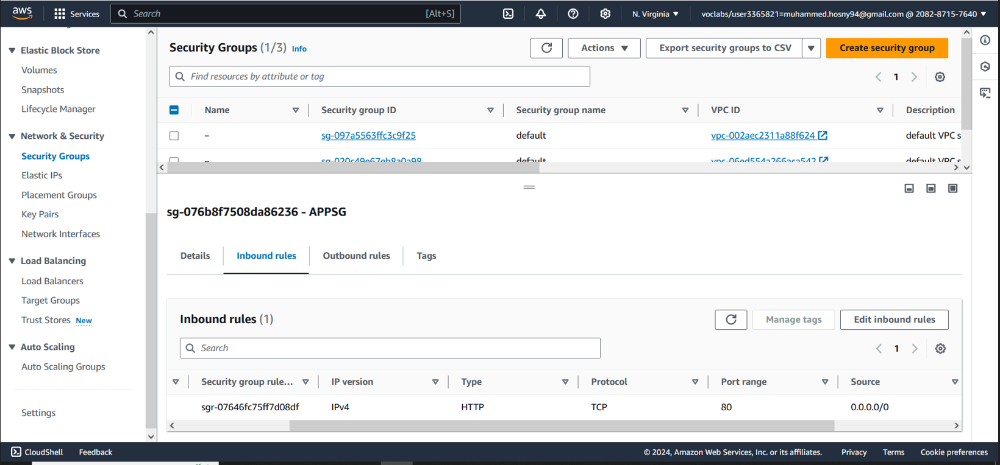 aws
Services
Search
[Alt+S]
N. Virginia
voclabs/user3365821=muhammed.hosny94@gmail.com @ 2082-8715-7640
Elastic Block Store
Volumes
Snapshots
Lifecycle Manager
Network & Security
Security Groups
Elastic IPs
Placement Groups
Key Pairs
Network Interfaces
Load Balancing
Load Balancers
Target Groups
Trust Stores New
Auto Scaling
Auto Scaling Groups
Settings
Security Groups (1/3) Info
Actions
Export security groups to CSV
Create security group
Find resources by attribute or tag
1
Name Security group ID Security group name VPC ID Description
– sg-097a5563ffc3c9f25 default vpc-002aec2311a88f624 default VPC s
– sg-020c49e67eb8a0a98 default vpc-06ed554a266aca542 default VPC s
sg-076b8f7508da86236 - APPSG
Details
Inbound rules
Outbound rules
Tags
Inbound rules (1)
Manage tags
Edit inbound rules
Search
1
Security group rule... IP version Type Protocol Port range Source
sgr-07646fc75ff7d08df IPv4 HTTP TCP 80 0.0.0.0/0
CloudShell
Feedback
© 2024, Amazon Web Services, Inc. or its affiliates.
Privacy
Terms
Cookie preferences